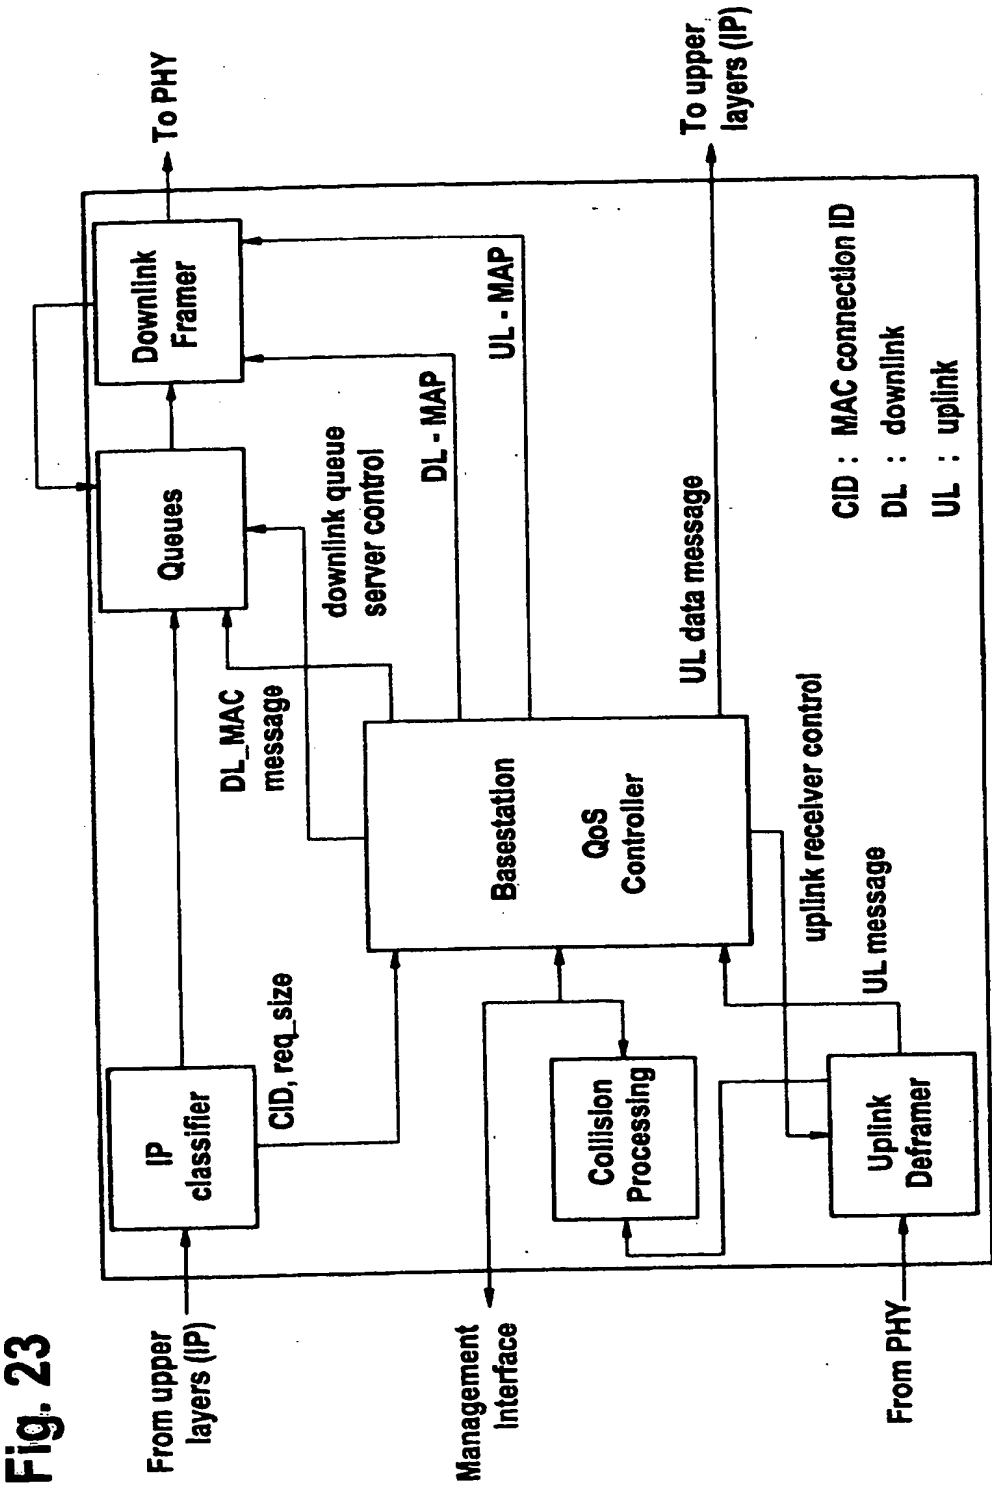 Fig. 23
From upper
layers (IP)
IP
classifier
CID, req_size
DL_MAC
message
Queues
downlink queue
server control
Downlink
Framer
To PHY
DL - MAP
UL - MAP
Management
Interface
Collision
Processing
Basestation
QoS
Controller
UL data message
To upper
layers (IP)
uplink receiver control
UL message
From PHY
Uplink
Deframer
CID : MAC connection ID
DL : downlink
UL : uplink